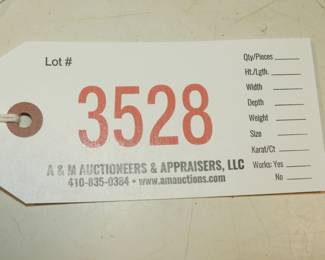 Lot #
3528
A & M AUCTIONEERS & APPRAISERS, LLC
410-835-0384 • www.amauctions.com
Qty/Pieces
Ht./Lgth.
Width
Depth
Weight
Size
Karat/Ct
Works: Yes
No